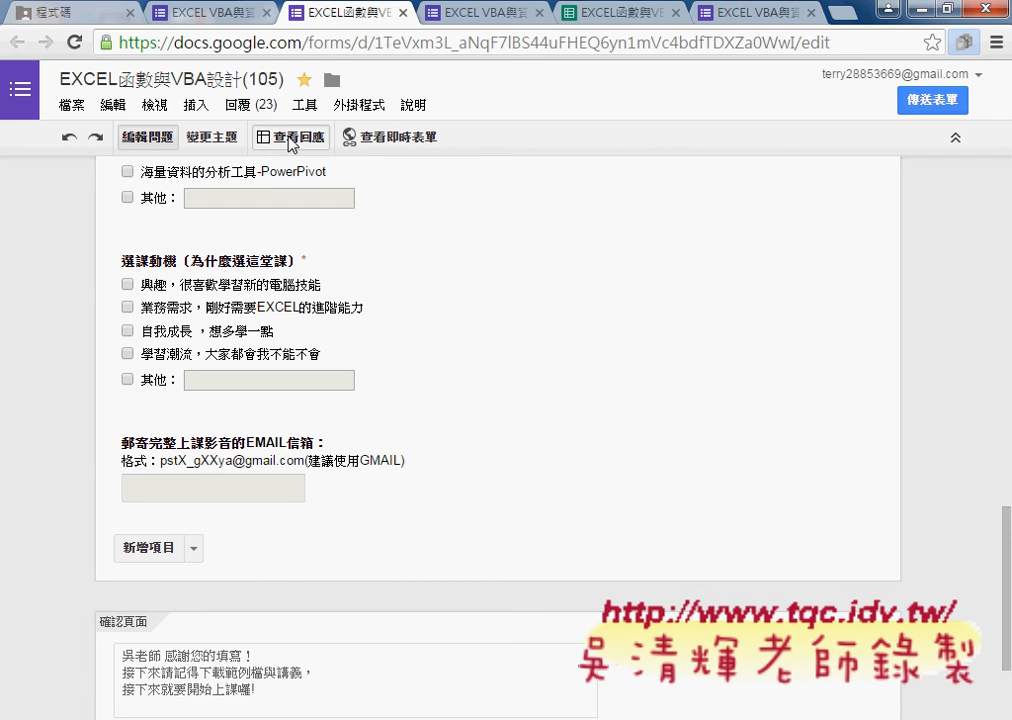 程式碼
EXCEL VBA與資
EXCEL函數與VE
EXCEL VBA與資
EXCEL函數與VE
EXCEL VBA與資
https://docs.google.com/forms/d/1TeVxm3L_aNqF7lBS44uFHEQ6yn1mVc4bdfTDXZa0WwI/edit
EXCEL函數與VBA設計(105)
terry28853669@gmail.com
檔案 編輯 檢視 插入 回覆 (23) 工具 外掛程式 說明
傳送表單
編輯問題 變更主題 查看回應 查看即時表單
海量資料的分析工具-PowerPivot
其他：
選課動機（為什麼選這堂課）*
興趣，很喜歡學習新的電腦技能
業務需求，剛好需要EXCEL的進階能力
自我成長 ，想多學一點
學習潮流，大家都會我不能不會
其他：
郵寄完整上課影音的EMAIL信箱：
格式：pstX_gXXya@gmail.com(建議使用GMAIL)
新增項目
確認頁面
吳老師 感謝您的填寫！
接下來請記得下載範例檔與講義，
接下來就要開始上課囉!
http://www.tqc.idv.tw/
吳清輝老師錄製